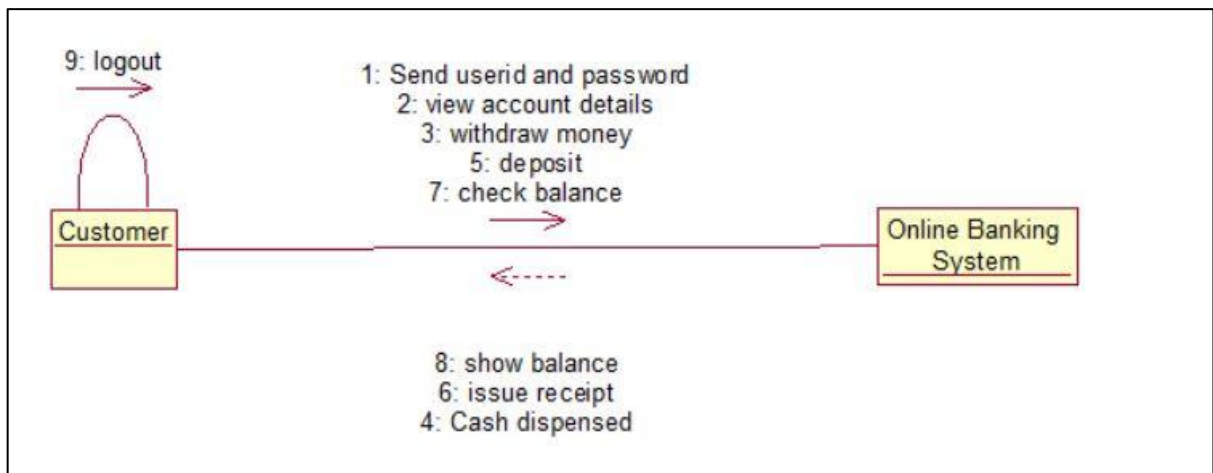 9: logout
1: Send userid and password
2: view account details
3: withdraw money
5: deposit
7: check balance
Customer
Online Banking
System
8: show balance
6: issue receipt
4: Cash dispensed